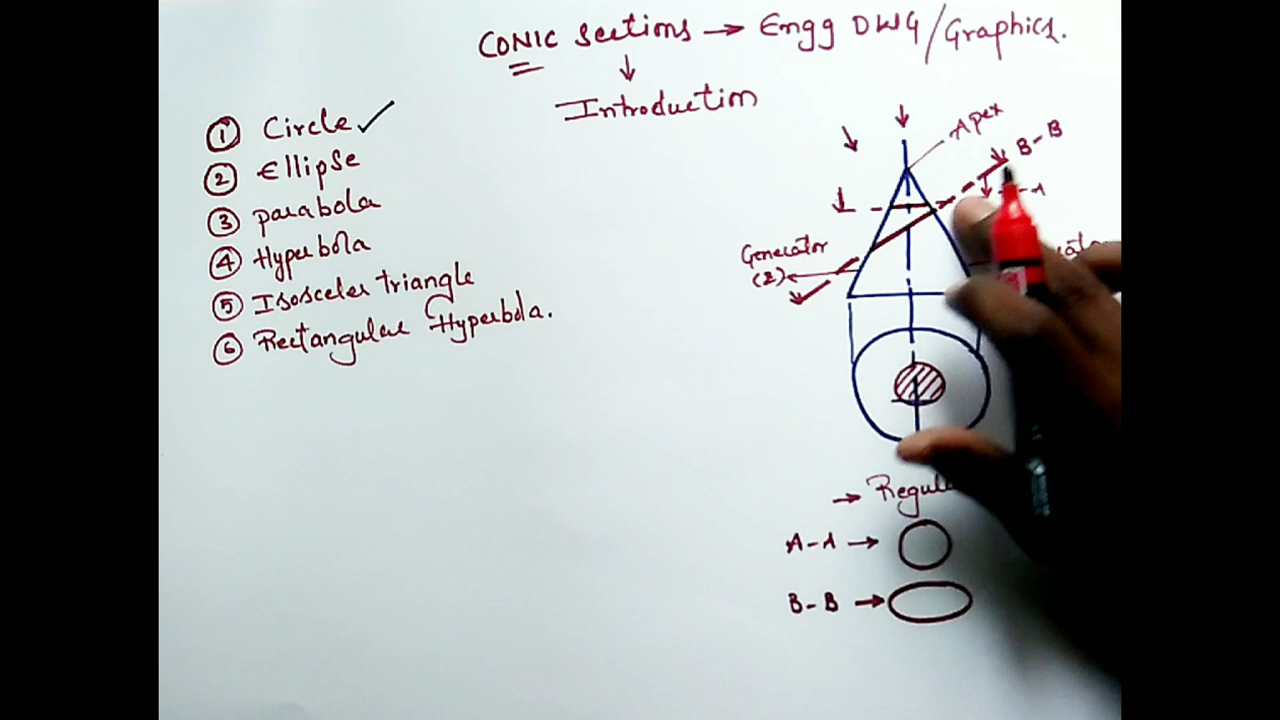 CONIC Sections → Engg DWG/Graphics.
Introduction
① Circle ✓
② Ellipse
③ parabola
④ Hyperbola
⑤ Isosceles triangle
⑥ Rectangular Hyperbola.
Apex
B-B
Generator
(2)
A-A →
B-B →